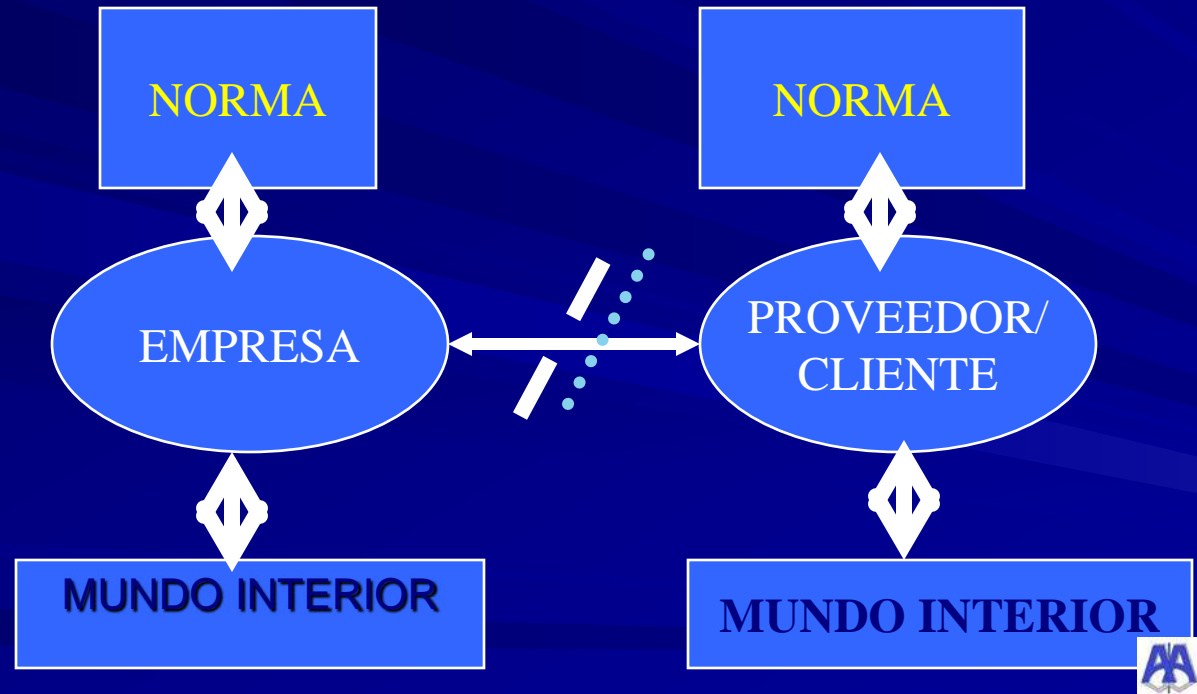 NORMA
NORMA
EMPRESA
PROVEEDOR/
CLIENTE
MUNDO INTERIOR
MUNDO INTERIOR